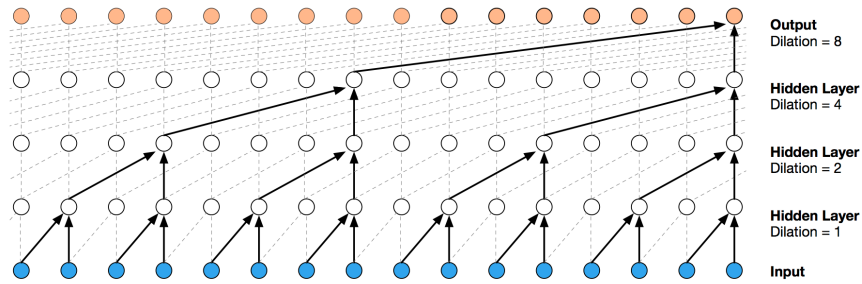 Output
Dilation = 8
Hidden Layer
Dilation = 4
Hidden Layer
Dilation = 2
Hidden Layer
Dilation = 1
Input